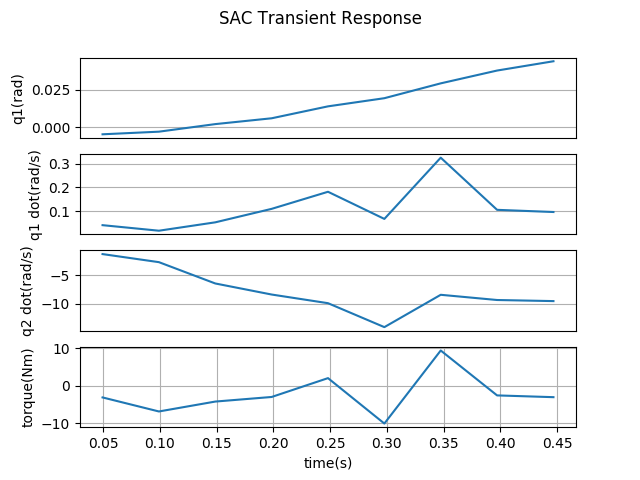 SAC Transient Response
q1(rad)
0.025
0.000
q1 dot(rad/s)
0.3
0.2
0.1
q2 dot(rad/s)
−5
−10
torque(Nm)
10
0
−10
0.05 0.10 0.15 0.20 0.25 0.30 0.35 0.40 0.45
time(s)